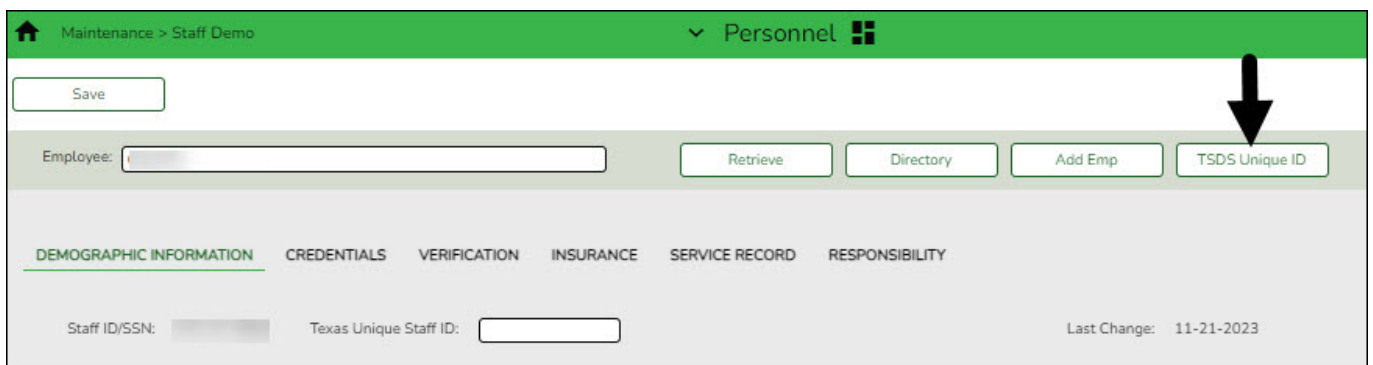 Maintenance > Staff Demo
Personnel
Save
Employee:
Retrieve Directory Add Emp TSDS Unique ID
DEMOGRAPHIC INFORMATION CREDENTIALS VERIFICATION INSURANCE SERVICE RECORD RESPONSIBILITY
Staff ID/SSN: Texas Unique Staff ID: Last Change: 11-21-2023